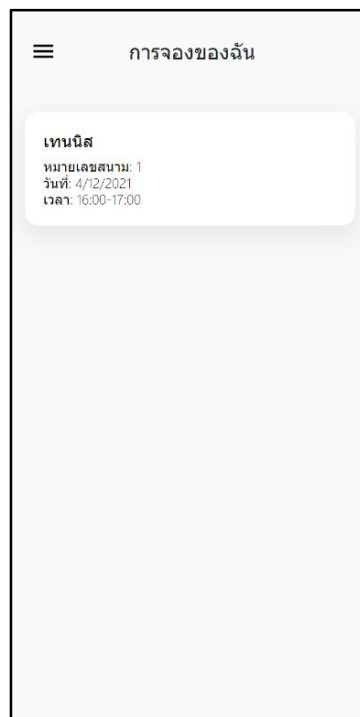 การจองของฉัน
เทนนิส
หมายเลขสนาม: 1
วันที่: 4/12/2021
เวลา: 16:00-17:00